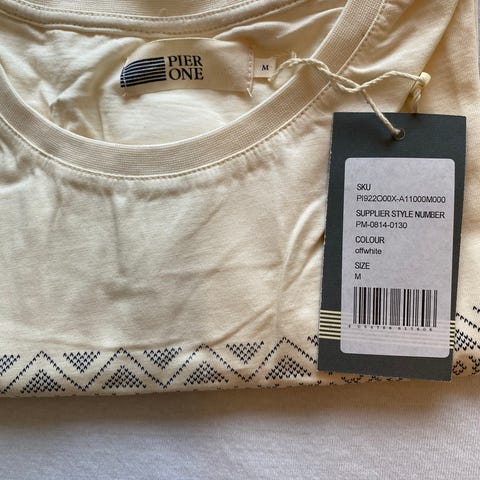 PIER
ONE
M
SKU
PI922O00X-A11000M000
SUPPLIER STYLE NUMBER
PM-0814-0130
COLOUR
offwhite
SIZE
M